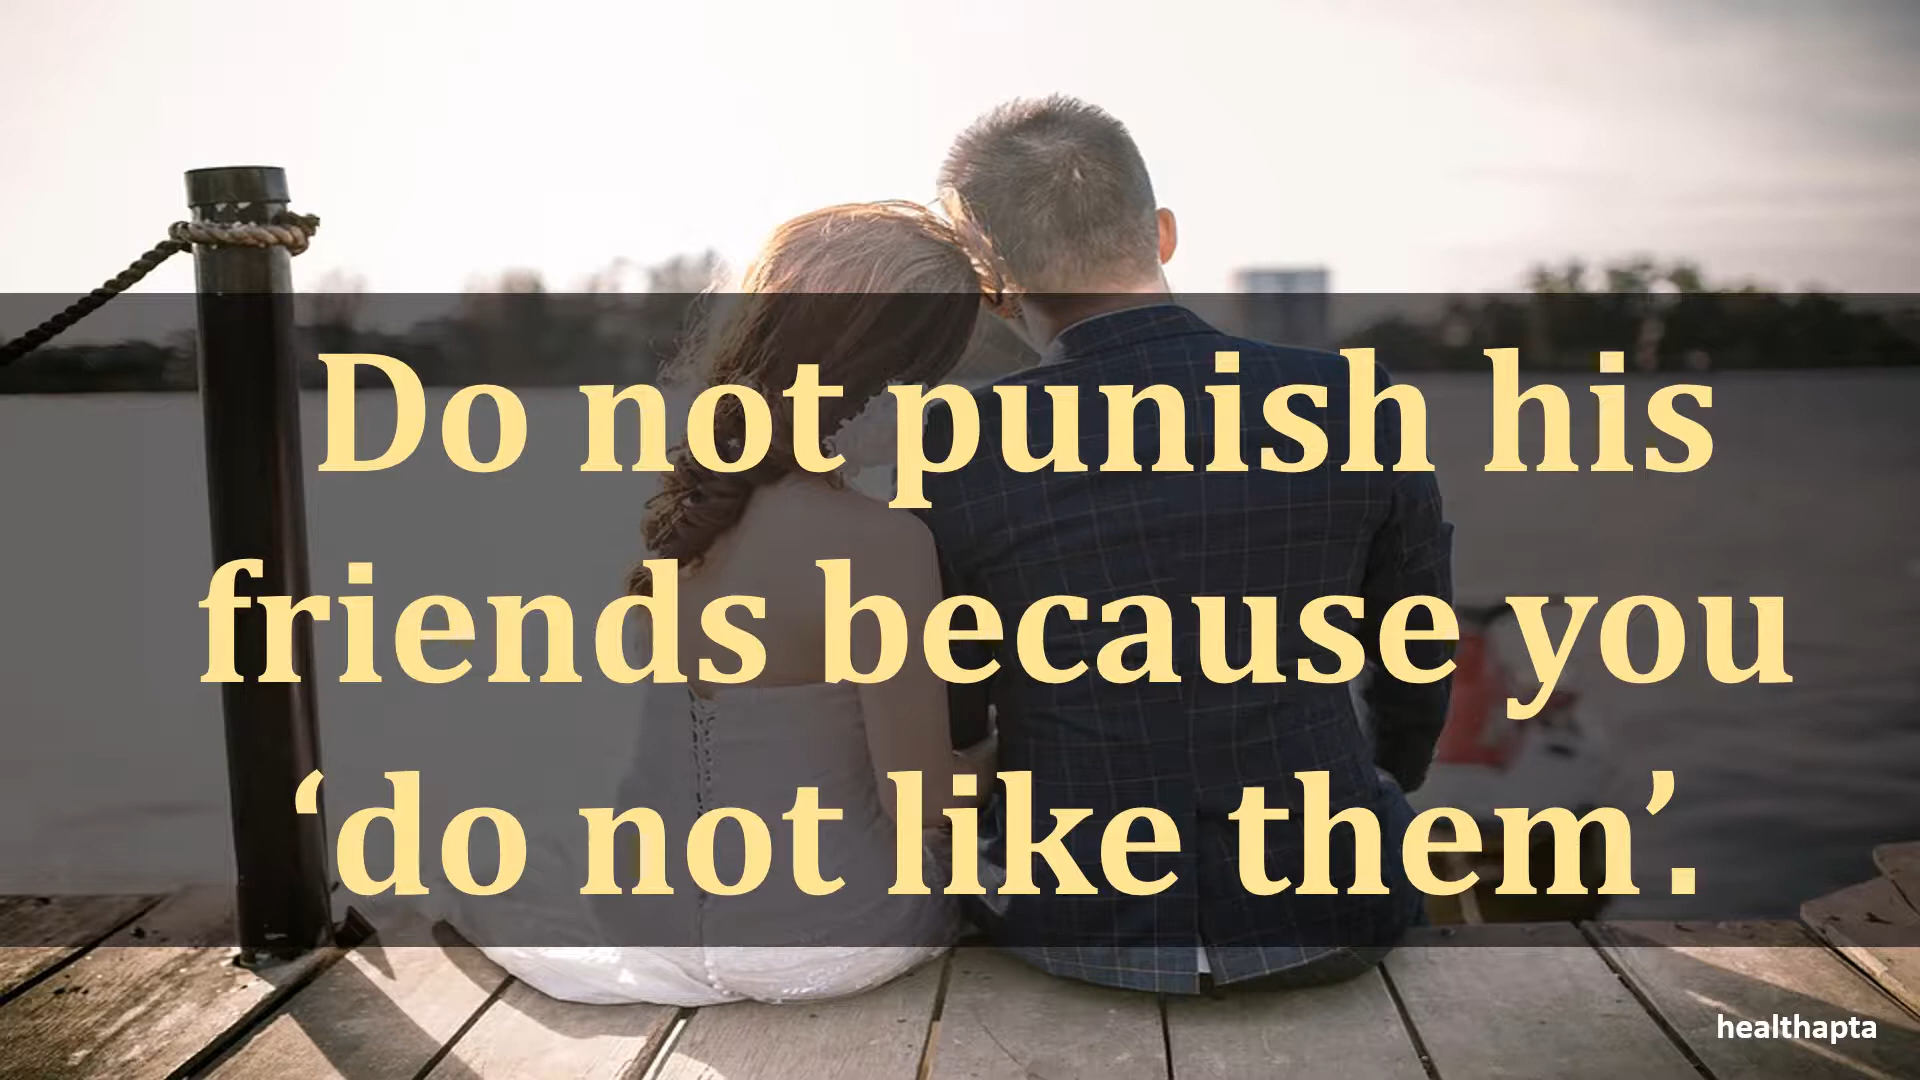 Do not punish his
friends because you
‘do not like them’.
healthapta